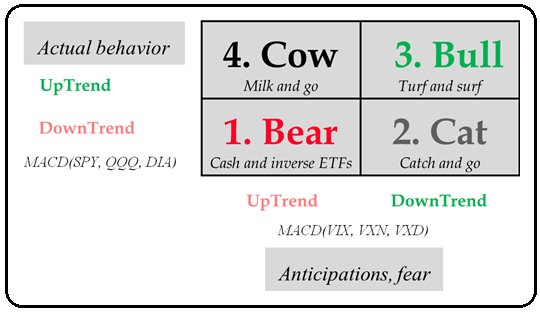 Actual behavior
UpTrend
DownTrend
MACD(SPY, QQQ, DIA)
4. Cow
Milk and go
3. Bull
Turf and surf
1. Bear
Cash and inverse ETFs
2. Cat
Catch and go
UpTrend
DownTrend
MACD(VIX, VXN, VXD)
Anticipations, fear